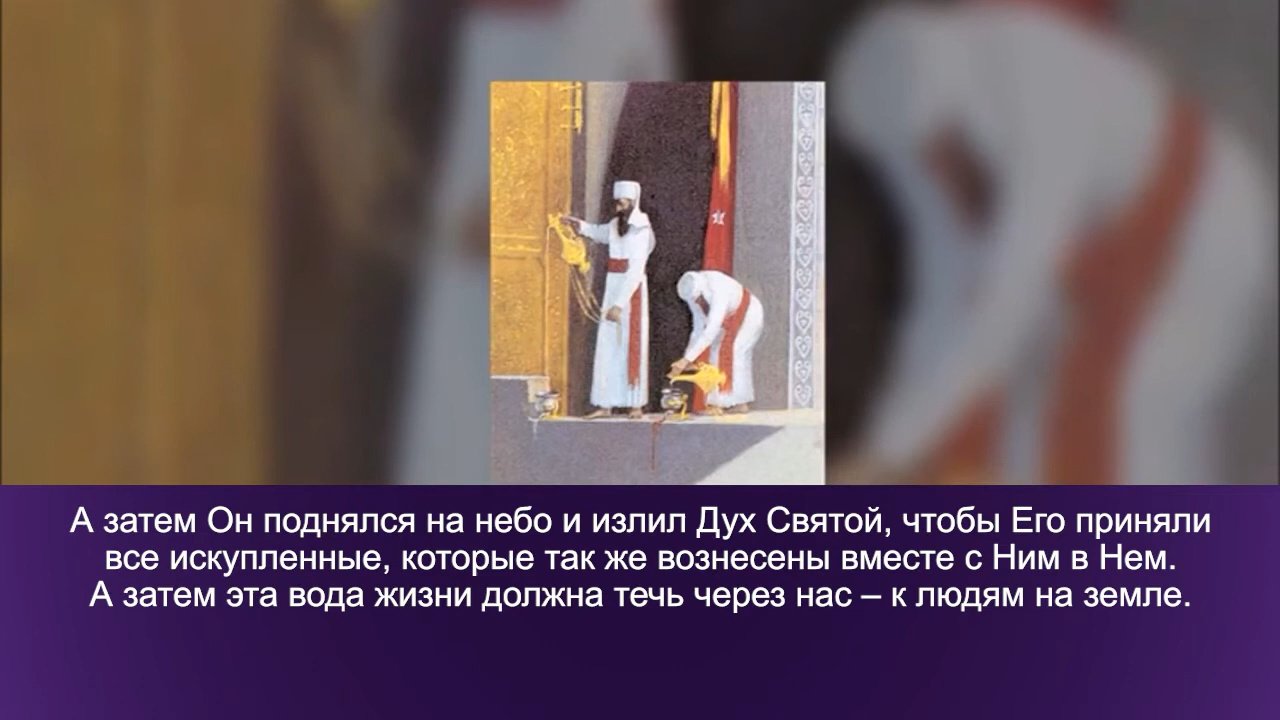 А затем Он поднялся на небо и излил Дух Святой, чтобы Его приняли
все искупленные, которые так же вознесены вместе с Ним в Нем.
А затем эта вода жизни должна течь через нас – к людям на земле.